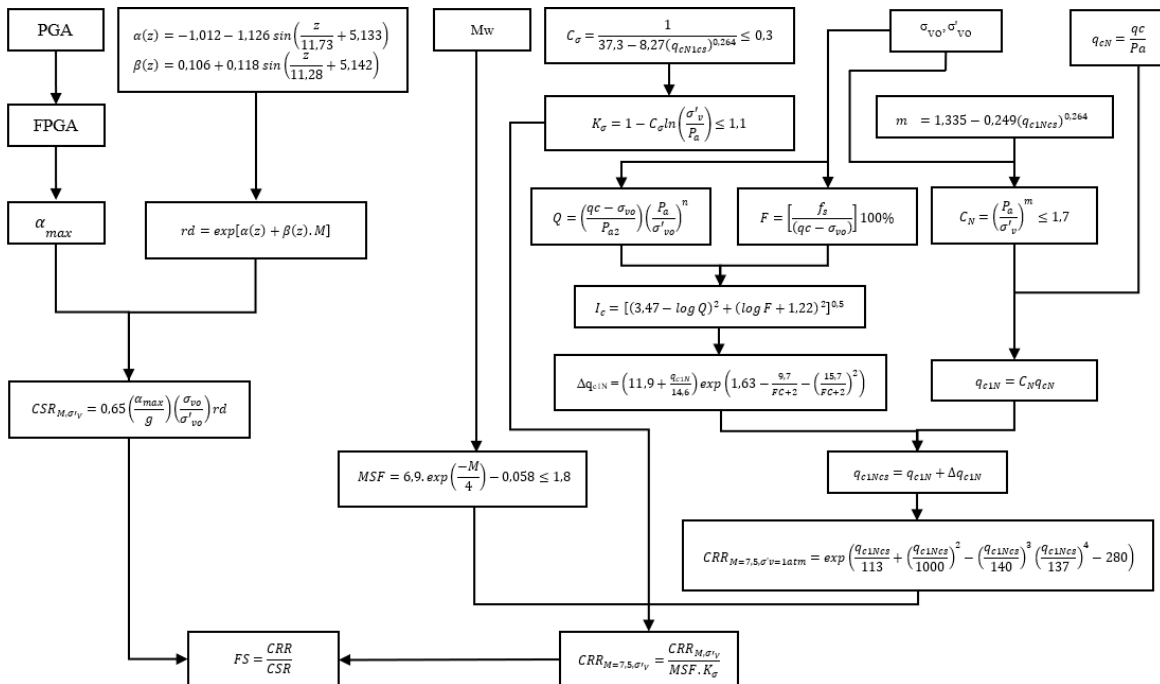 PGA
α(z) = −1,012 − 1,126 sin(z/11,73 + 5,133)
β(z) = 0,106 + 0,118 sin(z/11,28 + 5,142)
Mw
C_σ = 1/(37,3 − 8,27(q_cN1cs)^0,264) ≤ 0,3
σ_vo, σ'_vo
q_cN = qc/Pa
FPGA
K_σ = 1 − C_σ ln(σ'_v/P_a) ≤ 1,1
m = 1,335 − 0,249(q_c1Ncs)^0,264
α_max
rd = exp[α(z) + β(z). M]
Q = ((qc − σ_vo)/P_a2)(P_a/σ'_vo)^n
F = [f_s/(qc − σ_vo)] 100%
C_N = (P_a/σ'_v)^m ≤ 1,7
I_c = [(3,47 − log Q)^2 + (log F + 1,22)^2]^0,5
CSR_M,σ'_V = 0,65(α_max/g)(σ_vo/σ'_vo) rd
Δq_c1N = (11,9 + q_c1N/14,6) exp(1,63 − 9,7/(FC+2) − (15,7/(FC+2))^2)
q_c1N = C_N q_cN
MSF = 6,9. exp(−M/4) − 0,058 ≤ 1,8
q_c1Ncs = q_c1N + Δq_c1N
CRR_M=7,5,σ'v=1atm = exp(q_c1Ncs/113 + (q_c1Ncs/1000)^2 − (q_c1Ncs/140)^3 (q_c1Ncs/137)^4 − 280)
FS = CRR/CSR
CRR_M=7,5,σ'_V = CRR_M,σ'_V/(MSF. K_σ)